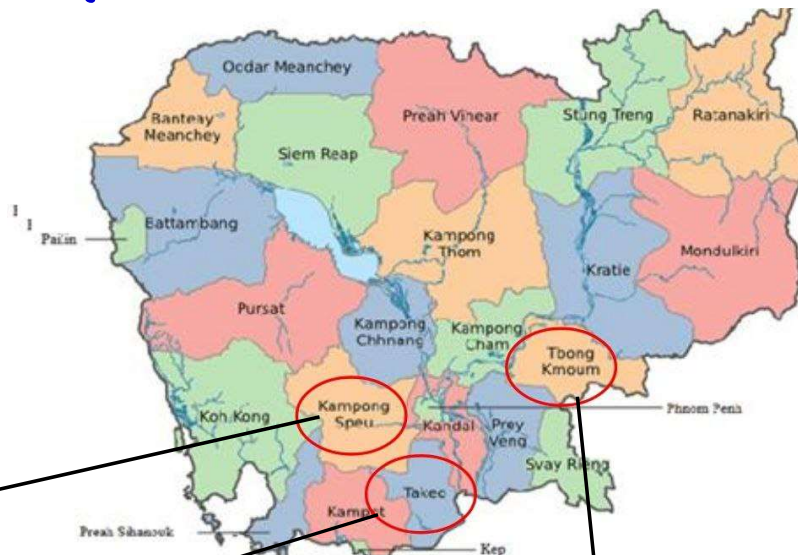 Oddar Meanchey
Banteay
Meanchey
Siem Reap
Preah Vihear
Stung Treng
Ratanakiri
Battambang
Pailin
Kampong
Thom
Kratie
Mondulkiri
Pursat
Kampong
Chhnang
Kampong
Cham
Tbong
Kmoum
Koh Kong
Kampong
Speu
Kandal
Prey
Veng
Phnom Penh
Svay Rieng
Takeo
Kampot
Preah Sihanouk
Kep